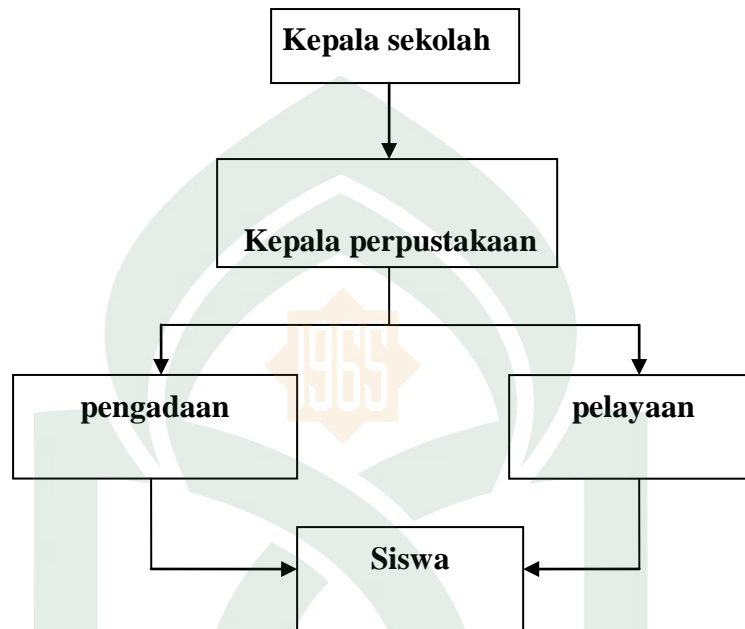 Kepala sekolah
Kepala perpustakaan
1965
pengadaan
pelayaan
Siswa